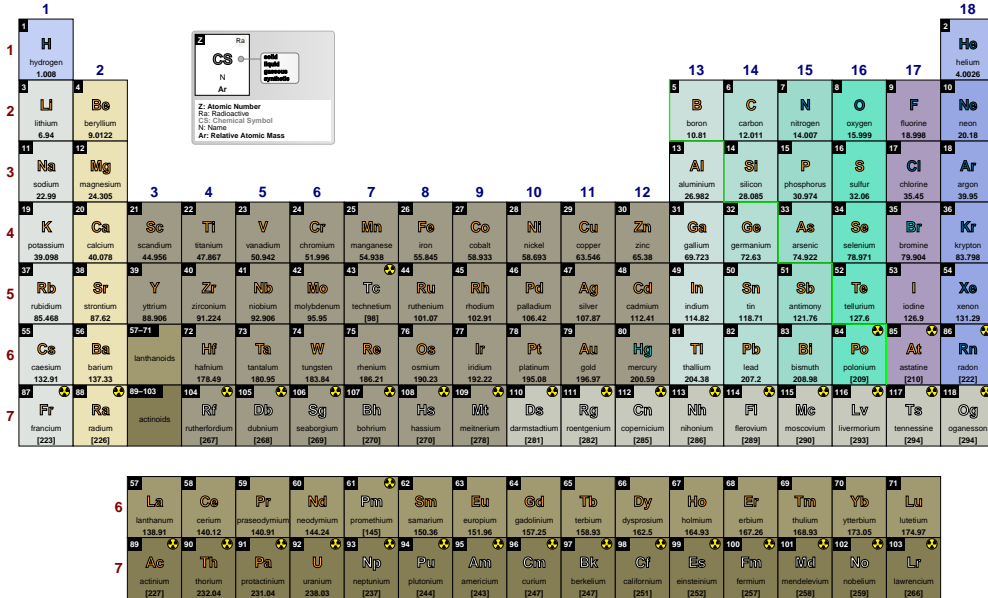 1 18
1 H hydrogen 1.008 2 He helium 4.0026
1
Z Ra
CS solid
liquid
gaseous
synthetic
N
Ar
Z: Atomic Number
Ra: Radioactive
CS: Chemical Symbol
N: Name
Ar: Relative Atomic Mass
2 13 14 15 16 17
2
3 Li lithium 6.94 4 Be beryllium 9.0122 5 B boron 10.81 6 C carbon 12.011 7 N nitrogen 14.007 8 O oxygen 15.999 9 F fluorine 18.998 10 Ne neon 20.18
3
11 Na sodium 22.99 12 Mg magnesium 24.305 13 Al aluminium 26.982 14 Si silicon 28.085 15 P phosphorus 30.974 16 S sulfur 32.06 17 Cl chlorine 35.45 18 Ar argon 39.95
3 4 5 6 7 8 9 10 11 12
4
19 K potassium 39.098 20 Ca calcium 40.078 21 Sc scandium 44.956 22 Ti titanium 47.867 23 V vanadium 50.942 24 Cr chromium 51.996 25 Mn manganese 54.938 26 Fe iron 55.845 27 Co cobalt 58.933 28 Ni nickel 58.693 29 Cu copper 63.546 30 Zn zinc 65.38 31 Ga gallium 69.723 32 Ge germanium 72.63 33 As arsenic 74.922 34 Se selenium 78.971 35 Br bromine 79.904 36 Kr krypton 83.798
5
37 Rb rubidium 85.468 38 Sr strontium 87.62 39 Y yttrium 88.906 40 Zr zirconium 91.224 41 Nb niobium 92.906 42 Mo molybdenum 95.95 43 Tc technetium [98] 44 Ru ruthenium 101.07 45 Rh rhodium 102.91 46 Pd palladium 106.42 47 Ag silver 107.87 48 Cd cadmium 112.41 49 In indium 114.82 50 Sn tin 118.71 51 Sb antimony 121.76 52 Te tellurium 127.6 53 I iodine 126.9 54 Xe xenon 131.29
6
55 Cs caesium 132.91 56 Ba barium 137.33 57–71 lanthanoids 72 Hf hafnium 178.49 73 Ta tantalum 180.95 74 W tungsten 183.84 75 Re rhenium 186.21 76 Os osmium 190.23 77 Ir iridium 192.22 78 Pt platinum 195.08 79 Au gold 196.97 80 Hg mercury 200.59 81 Tl thallium 204.38 82 Pb lead 207.2 83 Bi bismuth 208.98 84 Po polonium [209] 85 At astatine [210] 86 Rn radon [222]
7
87 Fr francium [223] 88 Ra radium [226] 89–103 actinoids 104 Rf rutherfordium [267] 105 Db dubnium [268] 106 Sg seaborgium [269] 107 Bh bohrium [270] 108 Hs hassium [270] 109 Mt meitnerium [278] 110 Ds darmstadtium [281] 111 Rg roentgenium [282] 112 Cn copernicium [285] 113 Nh nihonium [286] 114 Fl flerovium [289] 115 Mc moscovium [290] 116 Lv livermorium [293] 117 Ts tennessine [294] 118 Og oganesson [294]
6
57 La lanthanum 138.91 58 Ce cerium 140.12 59 Pr praseodymium 140.91 60 Nd neodymium 144.24 61 Pm promethium [145] 62 Sm samarium 150.36 63 Eu europium 151.96 64 Gd gadolinium 157.25 65 Tb terbium 158.93 66 Dy dysprosium 162.5 67 Ho holmium 164.93 68 Er erbium 167.26 69 Tm thulium 168.93 70 Yb ytterbium 173.05 71 Lu lutetium 174.97
7
89 Ac actinium [227] 90 Th thorium 232.04 91 Pa protactinium 231.04 92 U uranium 238.03 93 Np neptunium [237] 94 Pu plutonium [244] 95 Am americium [243] 96 Cm curium [247] 97 Bk berkelium [247] 98 Cf californium [251] 99 Es einsteinium [252] 100 Fm fermium [257] 101 Md mendelevium [258] 102 No nobelium [259] 103 Lr lawrencium [266]